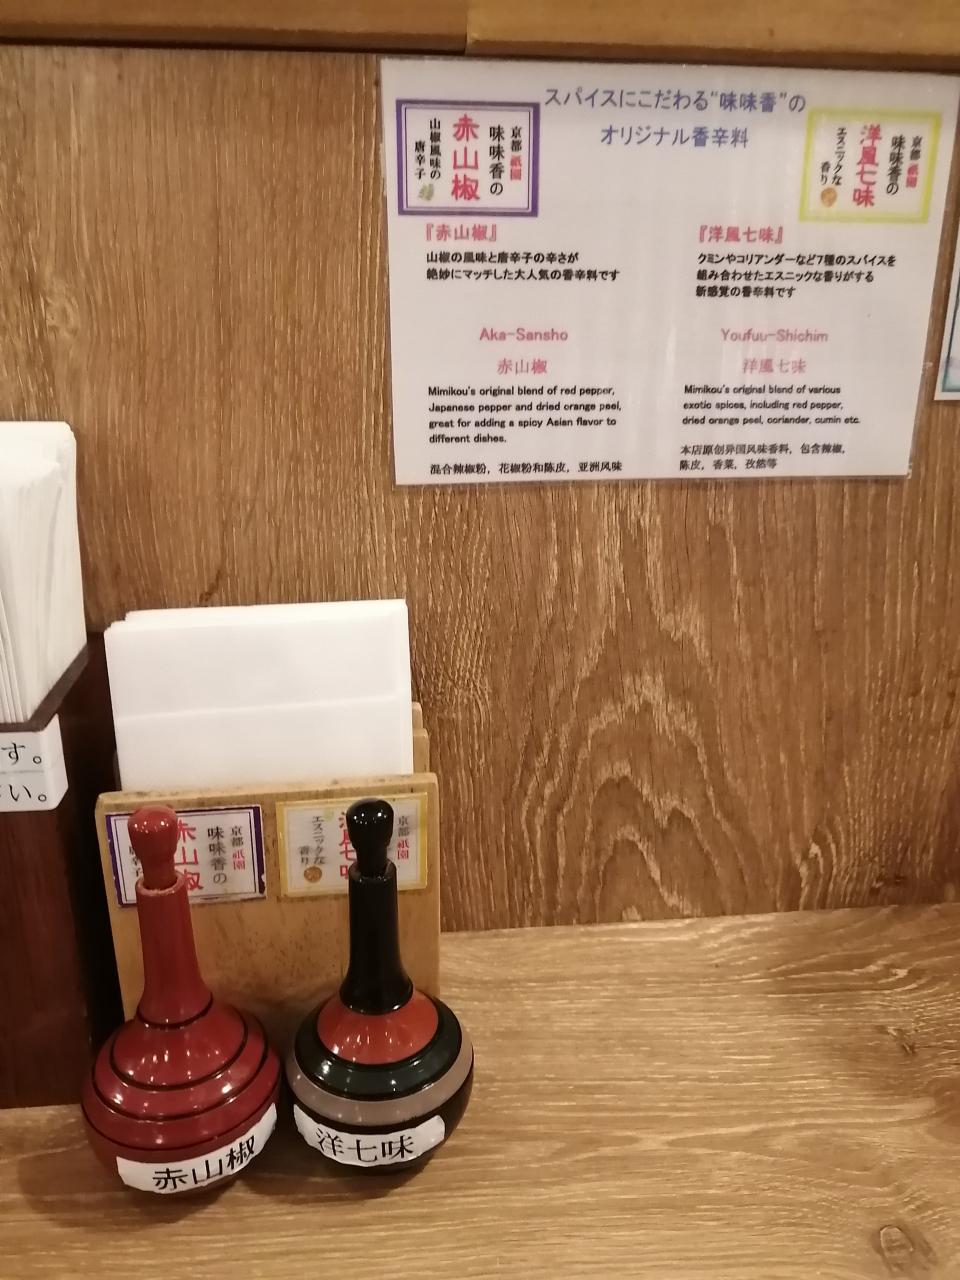 スパイスにこだわる"味味香"の
オリジナル香辛料
京都 祇園
味味香の
赤山椒
山椒風味の
唐辛子
京都 祇園
味味香の
洋風七味
エスニックな
香り
『赤山椒』
山椒の風味と唐辛子の辛さが
絶妙にマッチした大人気の香辛料です
Aka-Sansho
赤山椒
Mimikou's original blend of red pepper,
Japanese pepper and dried orange peel,
great for adding a spicy Asian flavor to
different dishes.
混合辣椒粉，花椒粉和陈皮，亚洲风味
『洋風七味』
クミンやコリアンダーなど7種のスパイスを
組み合わせたエスニックな香りがする
新感覚の香辛料です
Youfuu-Shichim
洋風七味
Mimikou's original blend of various
exotic spices, including red pepper,
dried orange peel, coriander, cumin etc.
本店原创异国风味香料，包含辣椒，
陈皮，香菜，孜然等
す。
い。
京都 祇園
味味香の
赤山椒
京都 祇園
エスニックな
香り
赤山椒
洋七味